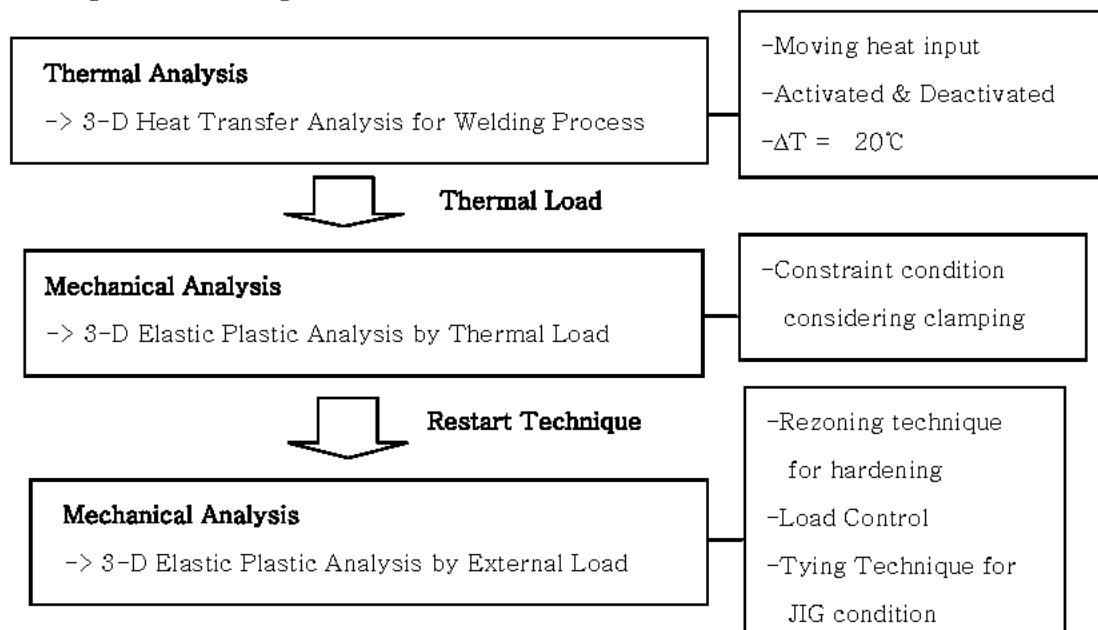 Thermal Analysis
-> 3-D Heat Transfer Analysis for Welding Process
-Moving heat input
-Activated & Deactivated
-ΔT = 20℃
Thermal Load
Mechanical Analysis
-> 3-D Elastic Plastic Analysis by Thermal Load
-Constraint condition
considering clamping
Restart Technique
Mechanical Analysis
-> 3-D Elastic Plastic Analysis by External Load
-Rezoning technique
for hardening
-Load Control
-Tying Technique for
JIG condition